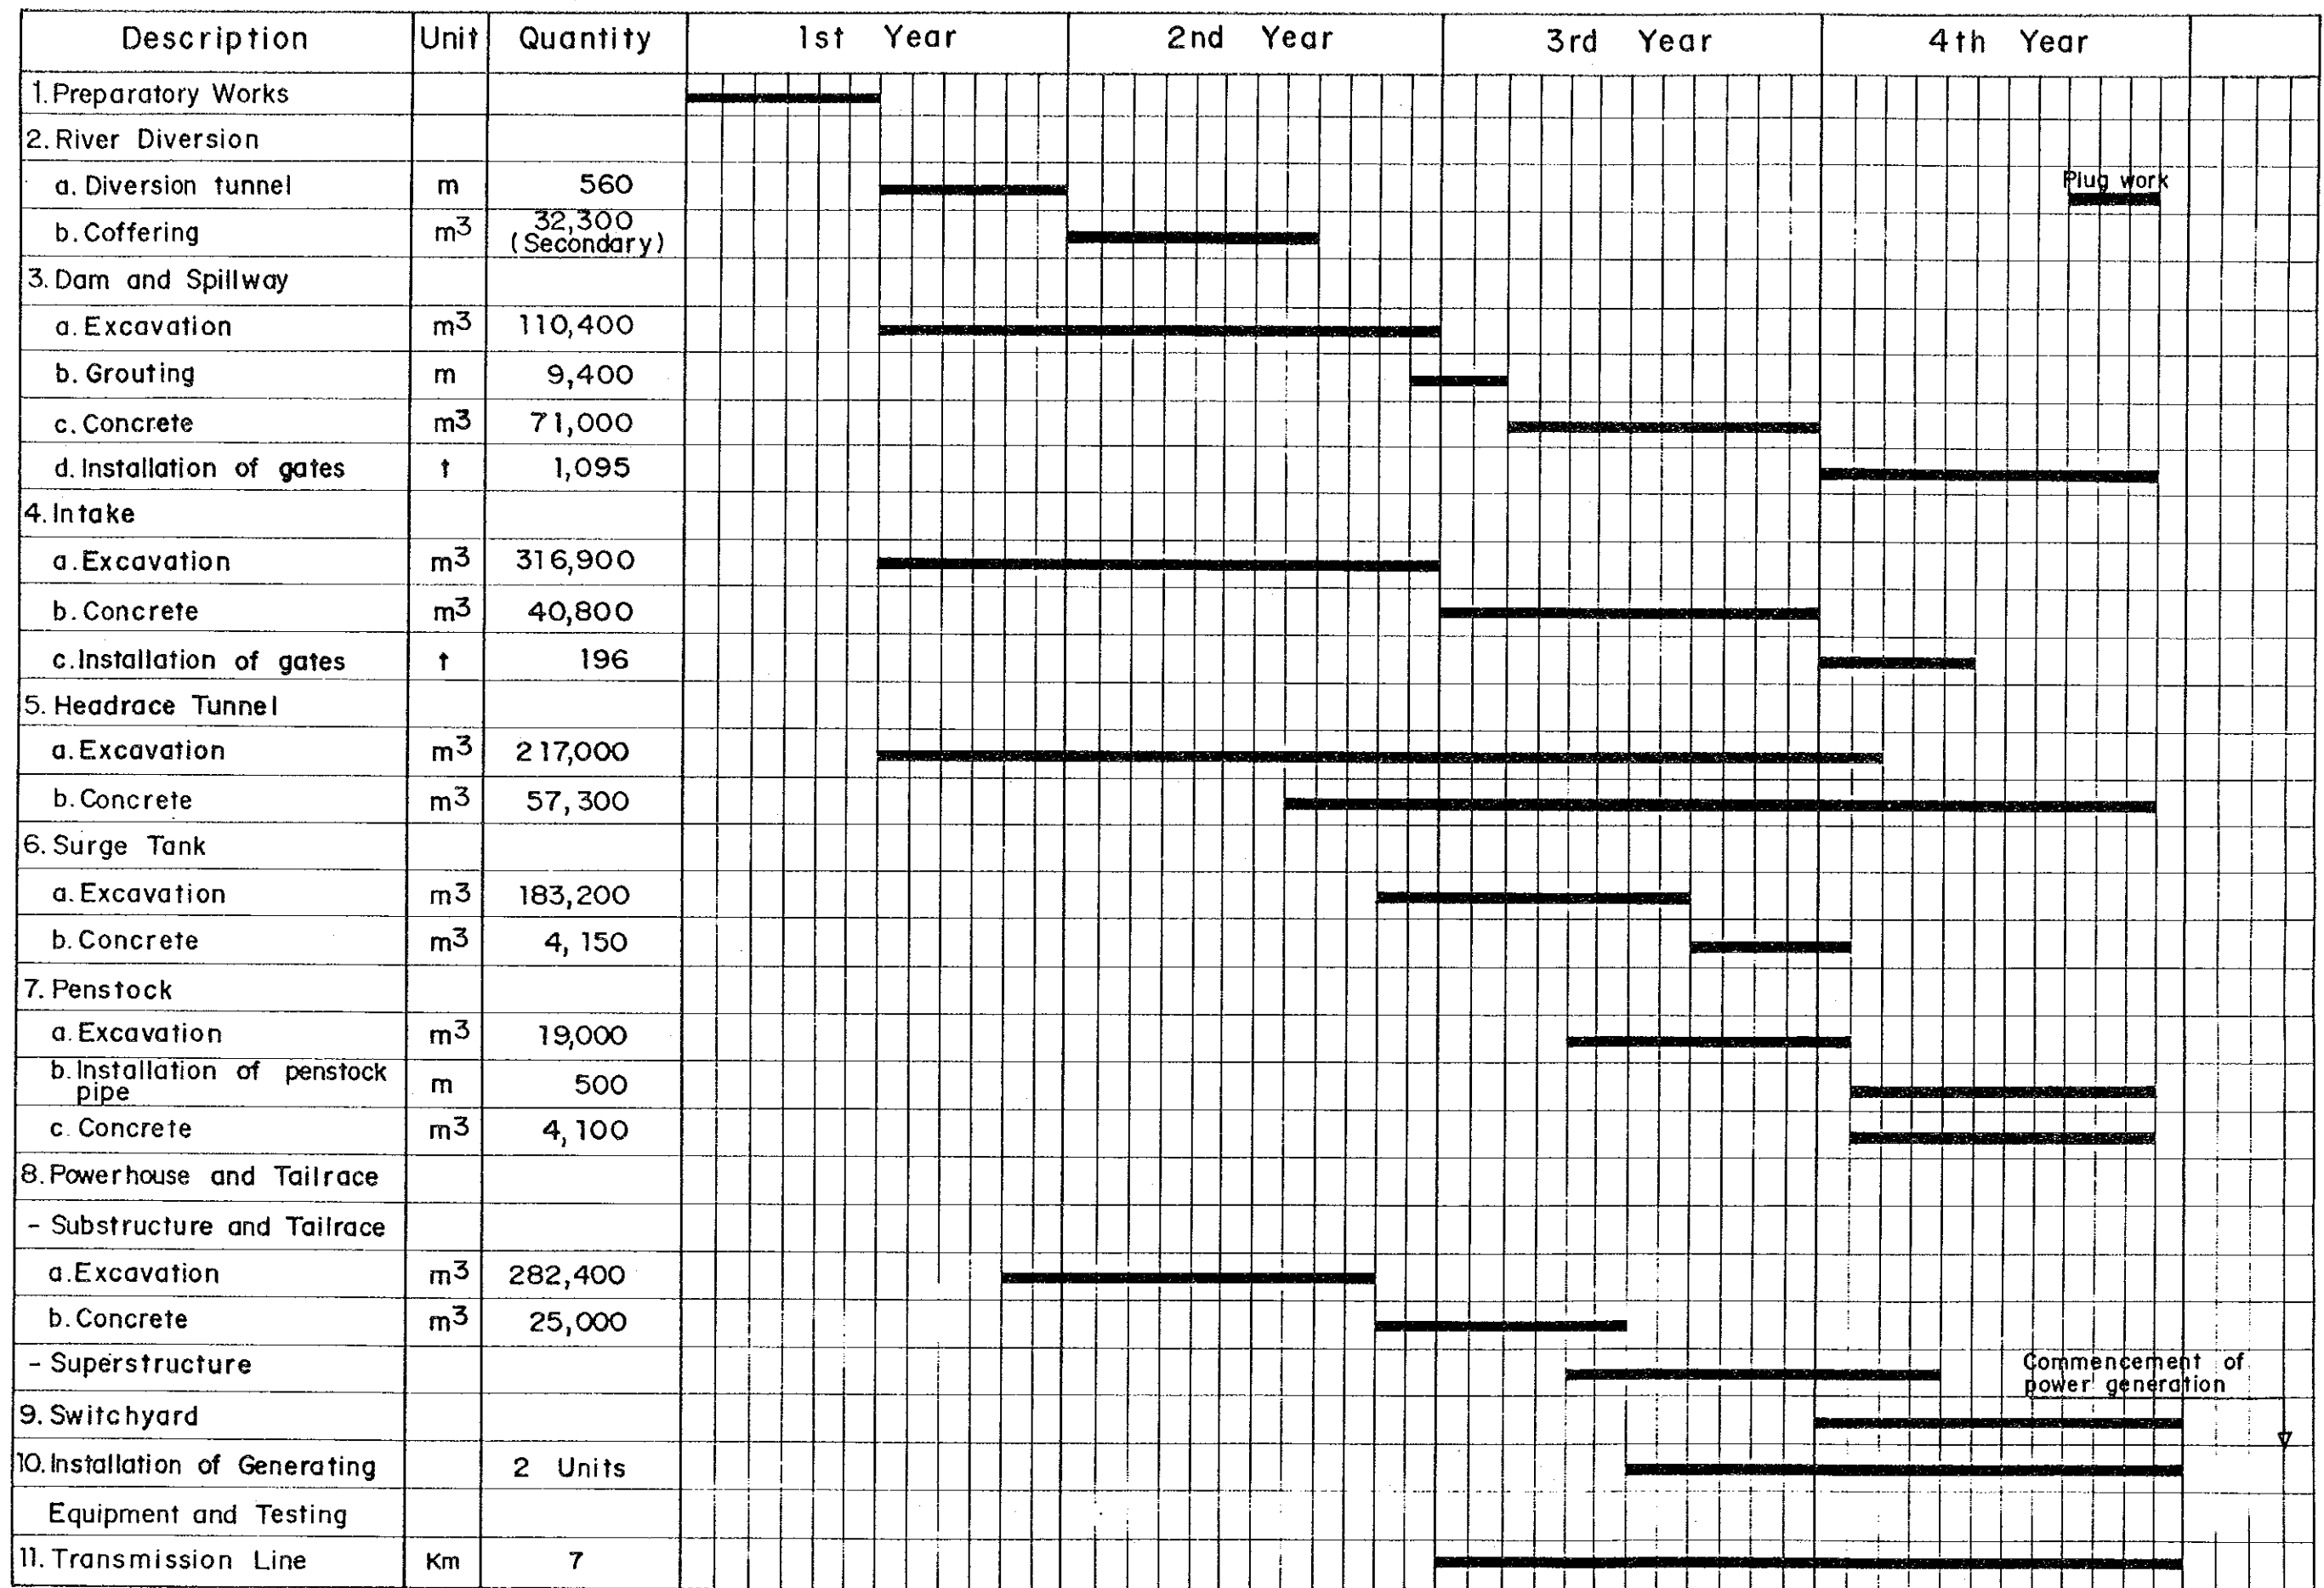 Description Unit Quantity 1st Year 2nd Year 3rd Year 4th Year
1. Preparatory Works
2. River Diversion
a. Diversion tunnel m 560 Plug work
b. Coffering m3 32,300
(Secondary)
3. Dam and Spillway
a. Excavation m3 110,400
b. Grouting m 9,400
c. Concrete m3 71,000
d. Installation of gates t 1,095
4. Intake
a. Excavation m3 316,900
b. Concrete m3 40,800
c. Installation of gates t 196
5. Headrace Tunnel
a. Excavation m3 217,000
b. Concrete m3 57,300
6. Surge Tank
a. Excavation m3 183,200
b. Concrete m3 4,150
7. Penstock
a. Excavation m3 19,000
b. Installation of penstock
pipe m 500
c. Concrete m3 4,100
8. Powerhouse and Tailrace
- Substructure and Tailrace
a. Excavation m3 282,400
b. Concrete m3 25,000
- Superstructure Commencement of
power generation
9. Switchyard
10. Installation of Generating 2 Units
Equipment and Testing
11. Transmission Line Km 7